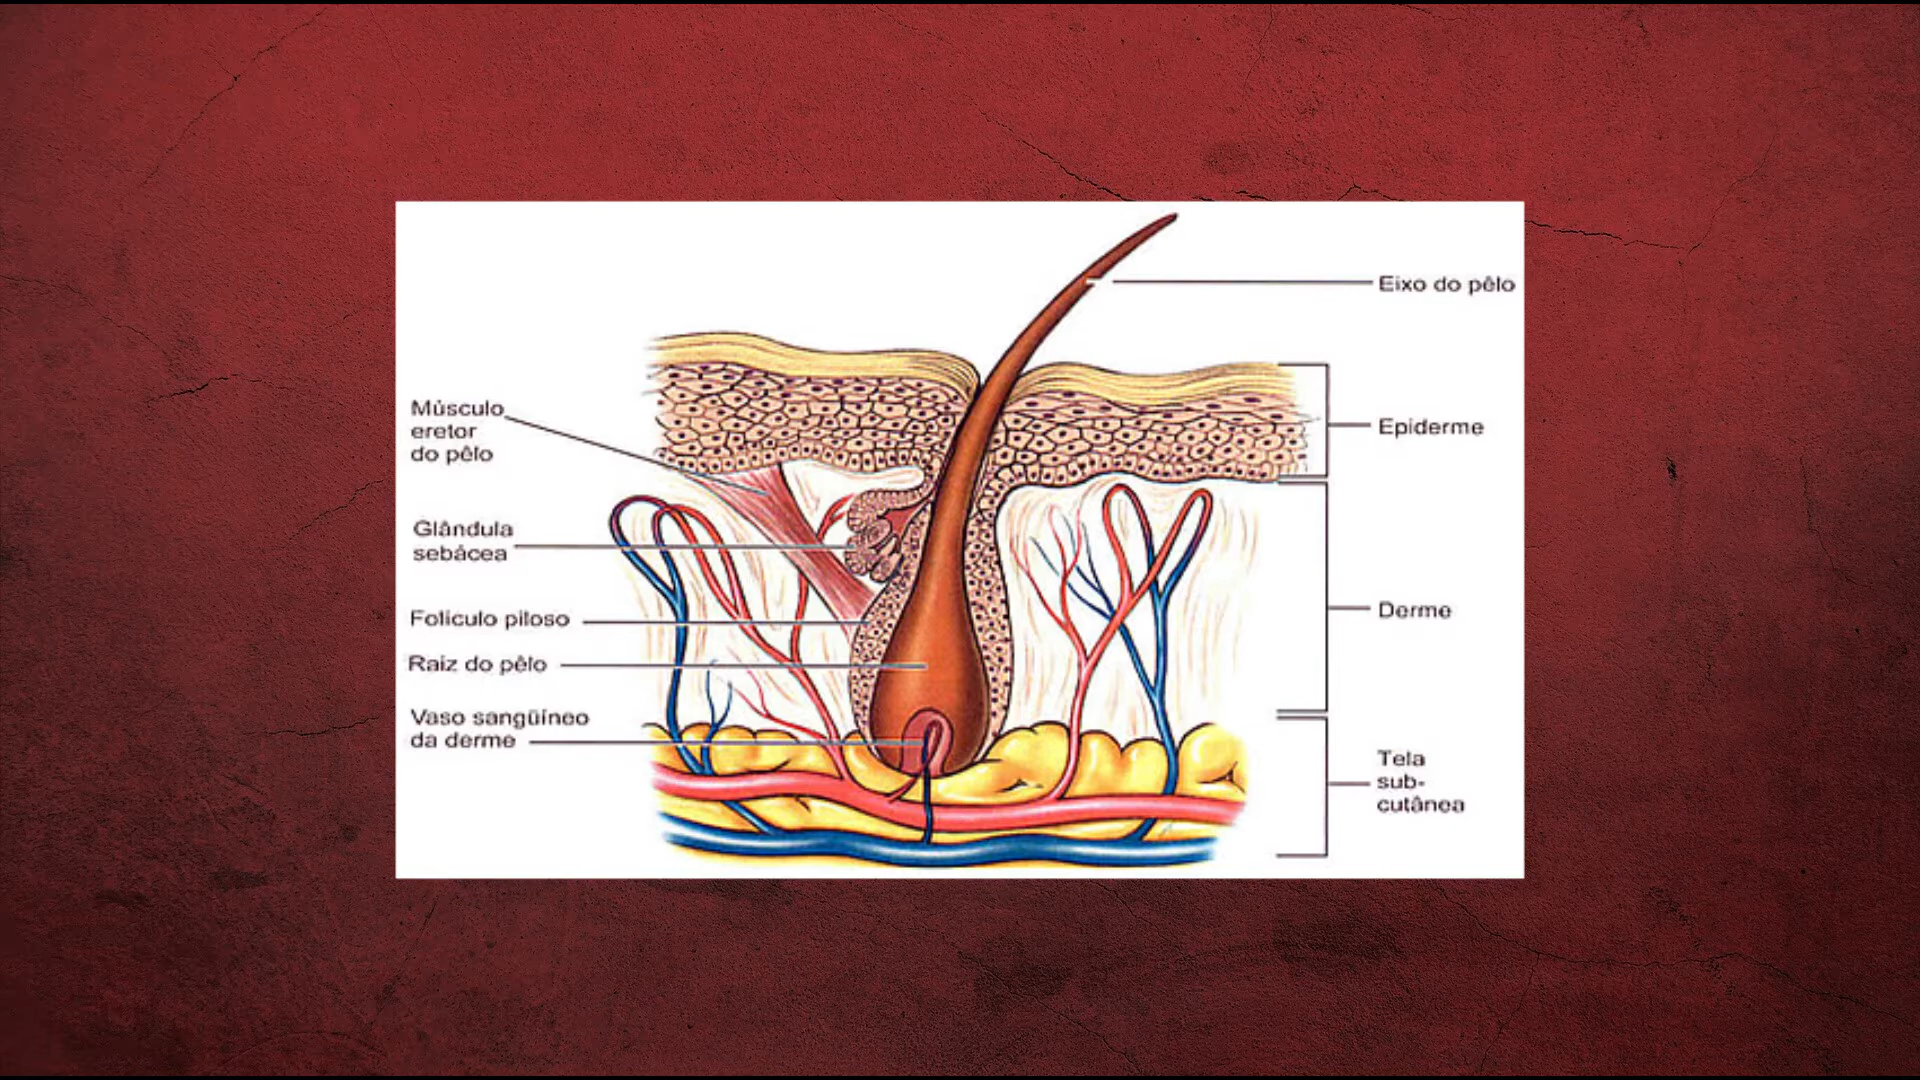 Eixo do pêlo
Músculo
eretor
do pêlo
Epiderme
Glândula
sebácea
Folículo piloso
Derme
Raiz do pêlo
Vaso sangüíneo
da derme
Tela
sub-
cutânea